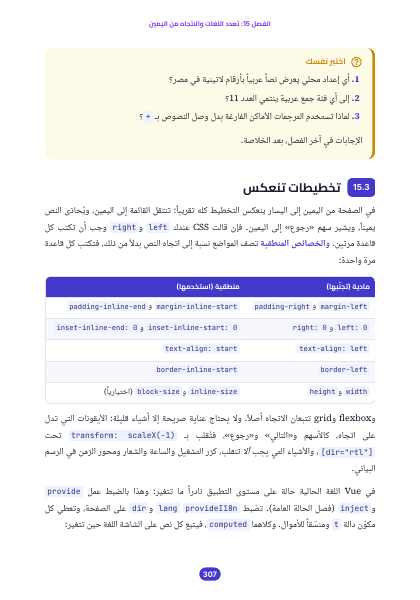 الفصل 15: تعدد اللغات والاتجاه من اليمين
اختبر نفسك
1. أي إعداد محلي يعرض نصاً عربياً بأرقام لاتينية في مصر؟
2. إلى أي فئة جمع عربية ينتمي العدد 11؟
3. لماذا تستخدم الترجمات الأماكن الفارغة بدل وصل النصوص بـ + ؟
الإجابات في آخر الفصل، بعد الخلاصة.
15.3 تخطيطات تنعكس
في الصفحة من اليمين إلى اليسار ينعكس التخطيط كله تقريباً: تنتقل القائمة إلى اليمين، ويُحاذى النص
يميناً، ويشير سهم «رجوع» إلى اليمين. فإن قالت CSS عندك left و right وجب أن تكتب كل
قاعدة مرتين. والخصائص المنطقية تصف المواضع نسبة إلى اتجاه النص بدلاً من ذلك، فتكتب كل قاعدة
مرة واحدة:
مادية (تجنّبها) منطقية (استخدمها)
margin-left و padding-right margin-inline-start و padding-inline-end
left: 0 و right: 0 inset-inline-start: 0 و inset-inline-end: 0
text-align: left text-align: start
border-left border-inline-start
width و height inline-size و block-size (اختيارياً)
وflexbox وgrid تتبعان الاتجاه أصلاً. ولا يحتاج عناية صريحة إلا أشياء قليلة: الأيقونات التي تدل
على اتجاه، كالأسهم و«التالي» و«رجوع»، فتُقلب بـ transform: scaleX(-1) تحت
[dir="rtl"] ، والأشياء التي يجب ألا تنقلب، كزر التشغيل والساعة والشعار ومحور الزمن في الرسم
البياني.
في Vue اللغة الحالية حالة على مستوى التطبيق نادراً ما تتغير؛ وهذا بالضبط عمل provide
و inject (فصل الحالة العامة). تضبط provideI18n lang و dir على الصفحة، وتعطي كل
مكوّن دالة t ومنسّقاً للأموال. وكلاهما computed ، فيتبع كل نص على الشاشة اللغة حين تتغير:
307